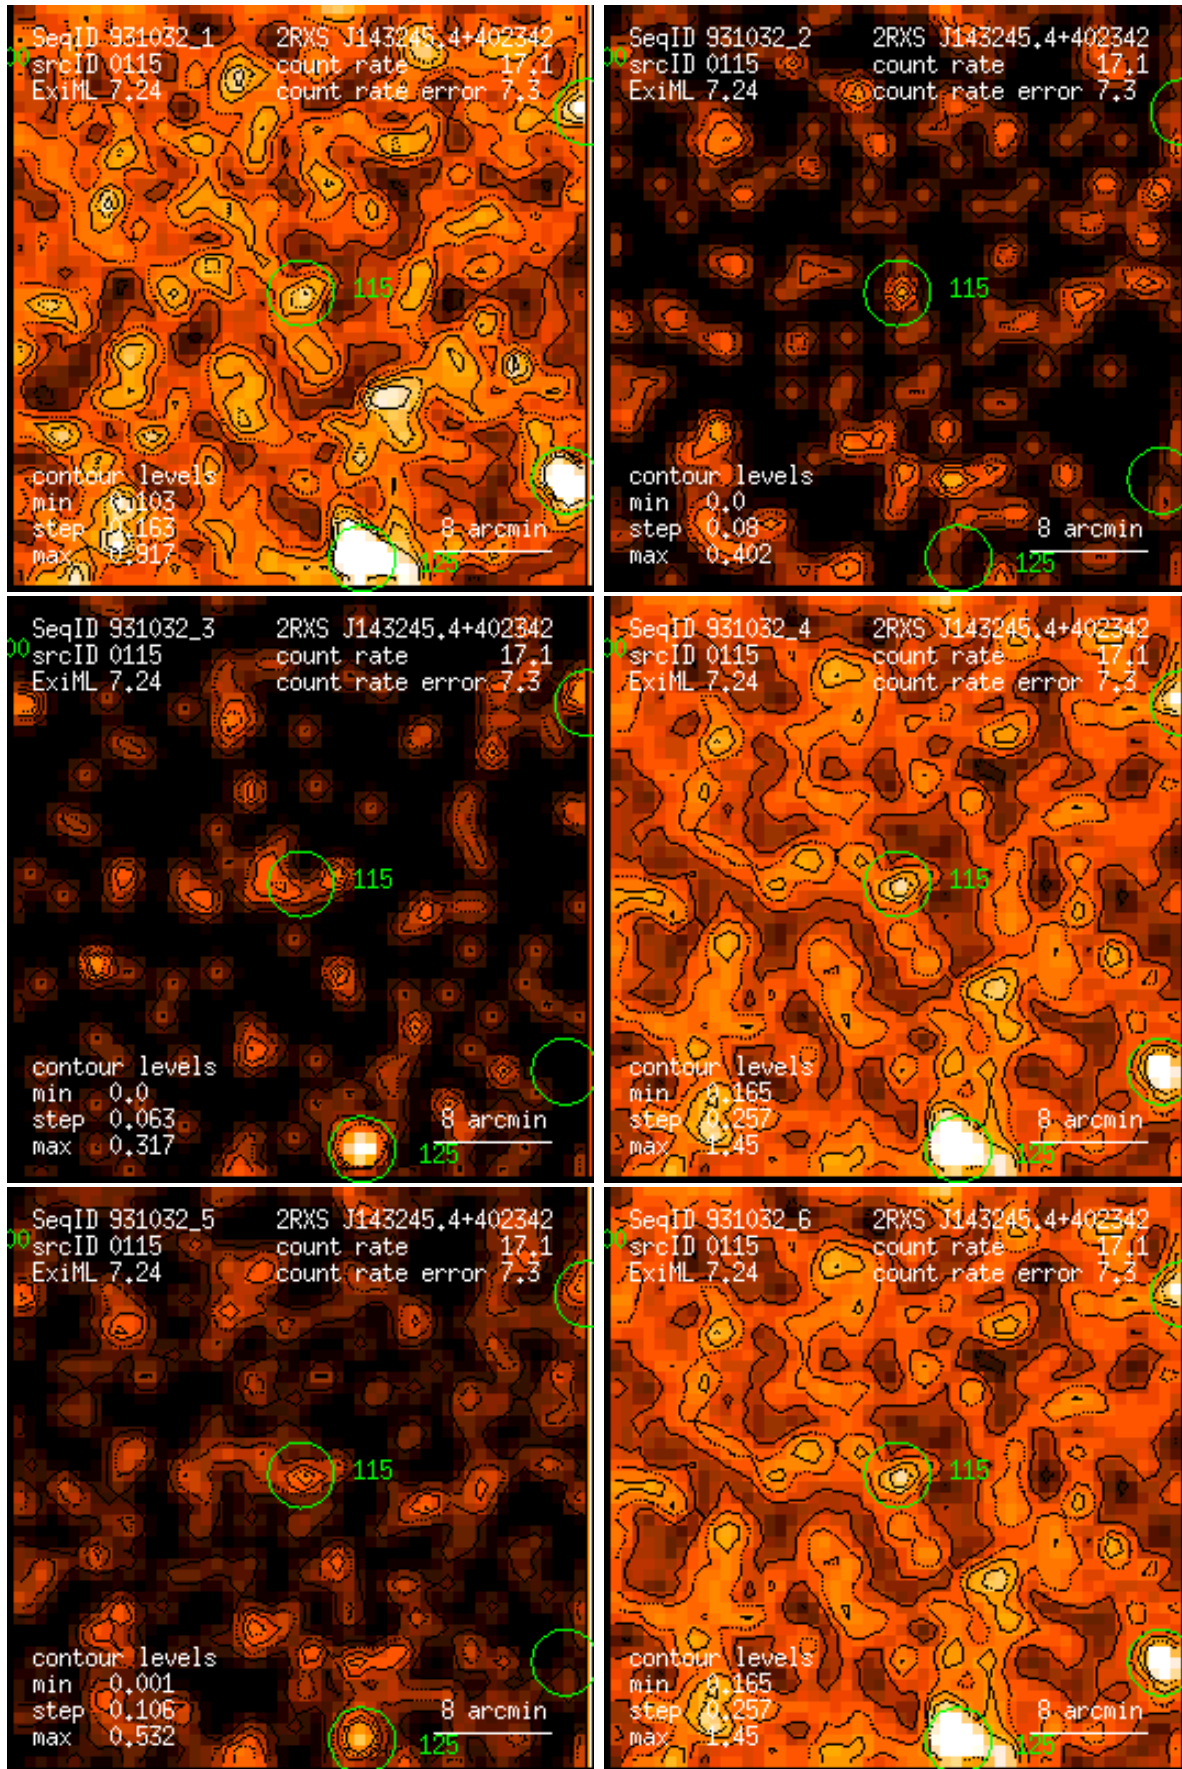 SeqID 931032_1 2RXS J143245.4+402342
00 srcID 0115 count rate 17.1
ExiML 7.24 count rate error 7.3
115
contour levels
min 0.103
step 0.163 8 arcmin
max 0.917 125
SeqID 931032_2 2RXS J143245.4+402342
00 srcID 0115 count rate 17.1
ExiML 7.24 count rate error 7.3
115
contour levels
min 0.0
step 0.08 8 arcmin
max 0.402 125
SeqID 931032_3 2RXS J143245.4+402342
00 srcID 0115 count rate 17.1
ExiML 7.24 count rate error 7.3
115
contour levels
min 0.0
step 0.063 8 arcmin
max 0.317 125
SeqID 931032_4 2RXS J143245.4+402342
00 srcID 0115 count rate 17.1
ExiML 7.24 count rate error 7.3
115
contour levels
min 0.165
step 0.257 8 arcmin
max 1.45 125
SeqID 931032_5 2RXS J143245.4+402342
00 srcID 0115 count rate 17.1
ExiML 7.24 count rate error 7.3
115
contour levels
min 0.001
step 0.106 8 arcmin
max 0.532 125
SeqID 931032_6 2RXS J143245.4+402342
00 srcID 0115 count rate 17.1
ExiML 7.24 count rate error 7.3
115
contour levels
min 0.165
step 0.257 8 arcmin
max 1.45 125